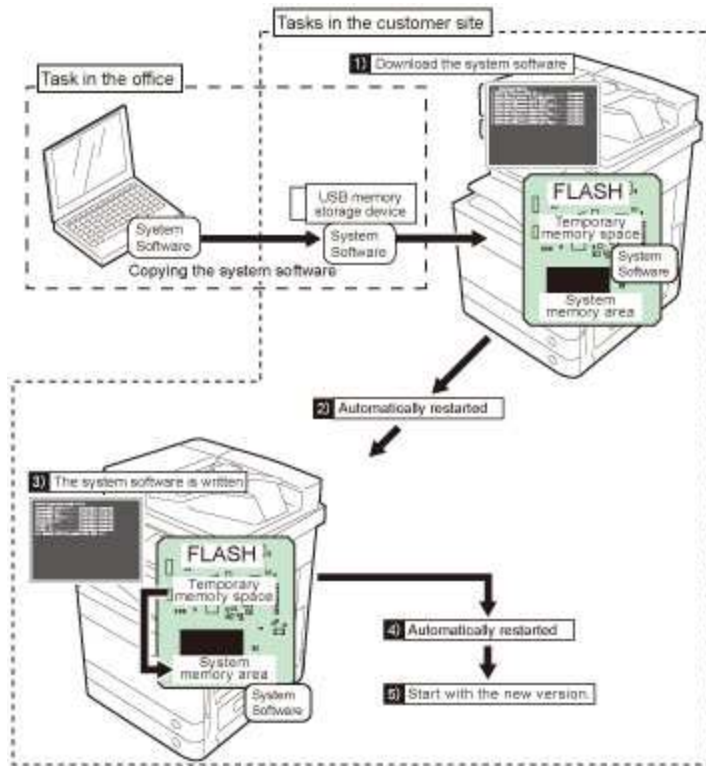 Tasks in the customer site
1) Download the system software
Task in the office
FLASH
USB memory
storage device
Temporary
memory space
System
Software
System
Software
System
Software
Copying the system software
System
memory area
2) Automatically restarted
3) The system software is written
FLASH
Temporary
memory space
4) Automatically restarted
System
memory area
System
Software
5) Start with the new version.